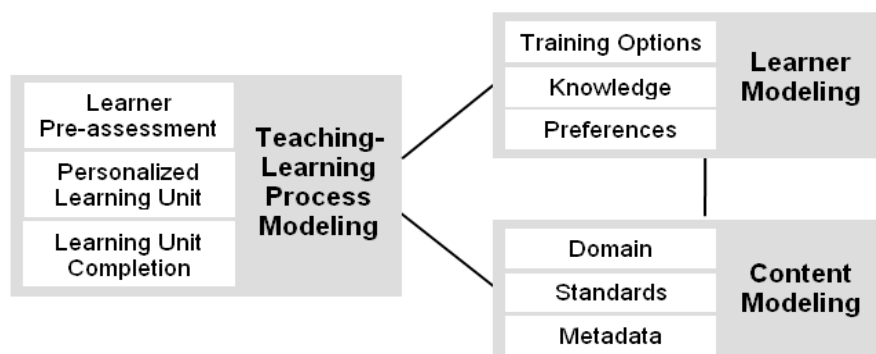 Learner
Pre-assessment
Personalized
Learning Unit
Learning Unit
Completion
Teaching-
Learning
Process
Modeling
Training Options
Knowledge
Preferences
Learner
Modeling
Domain
Standards
Metadata
Content
Modeling